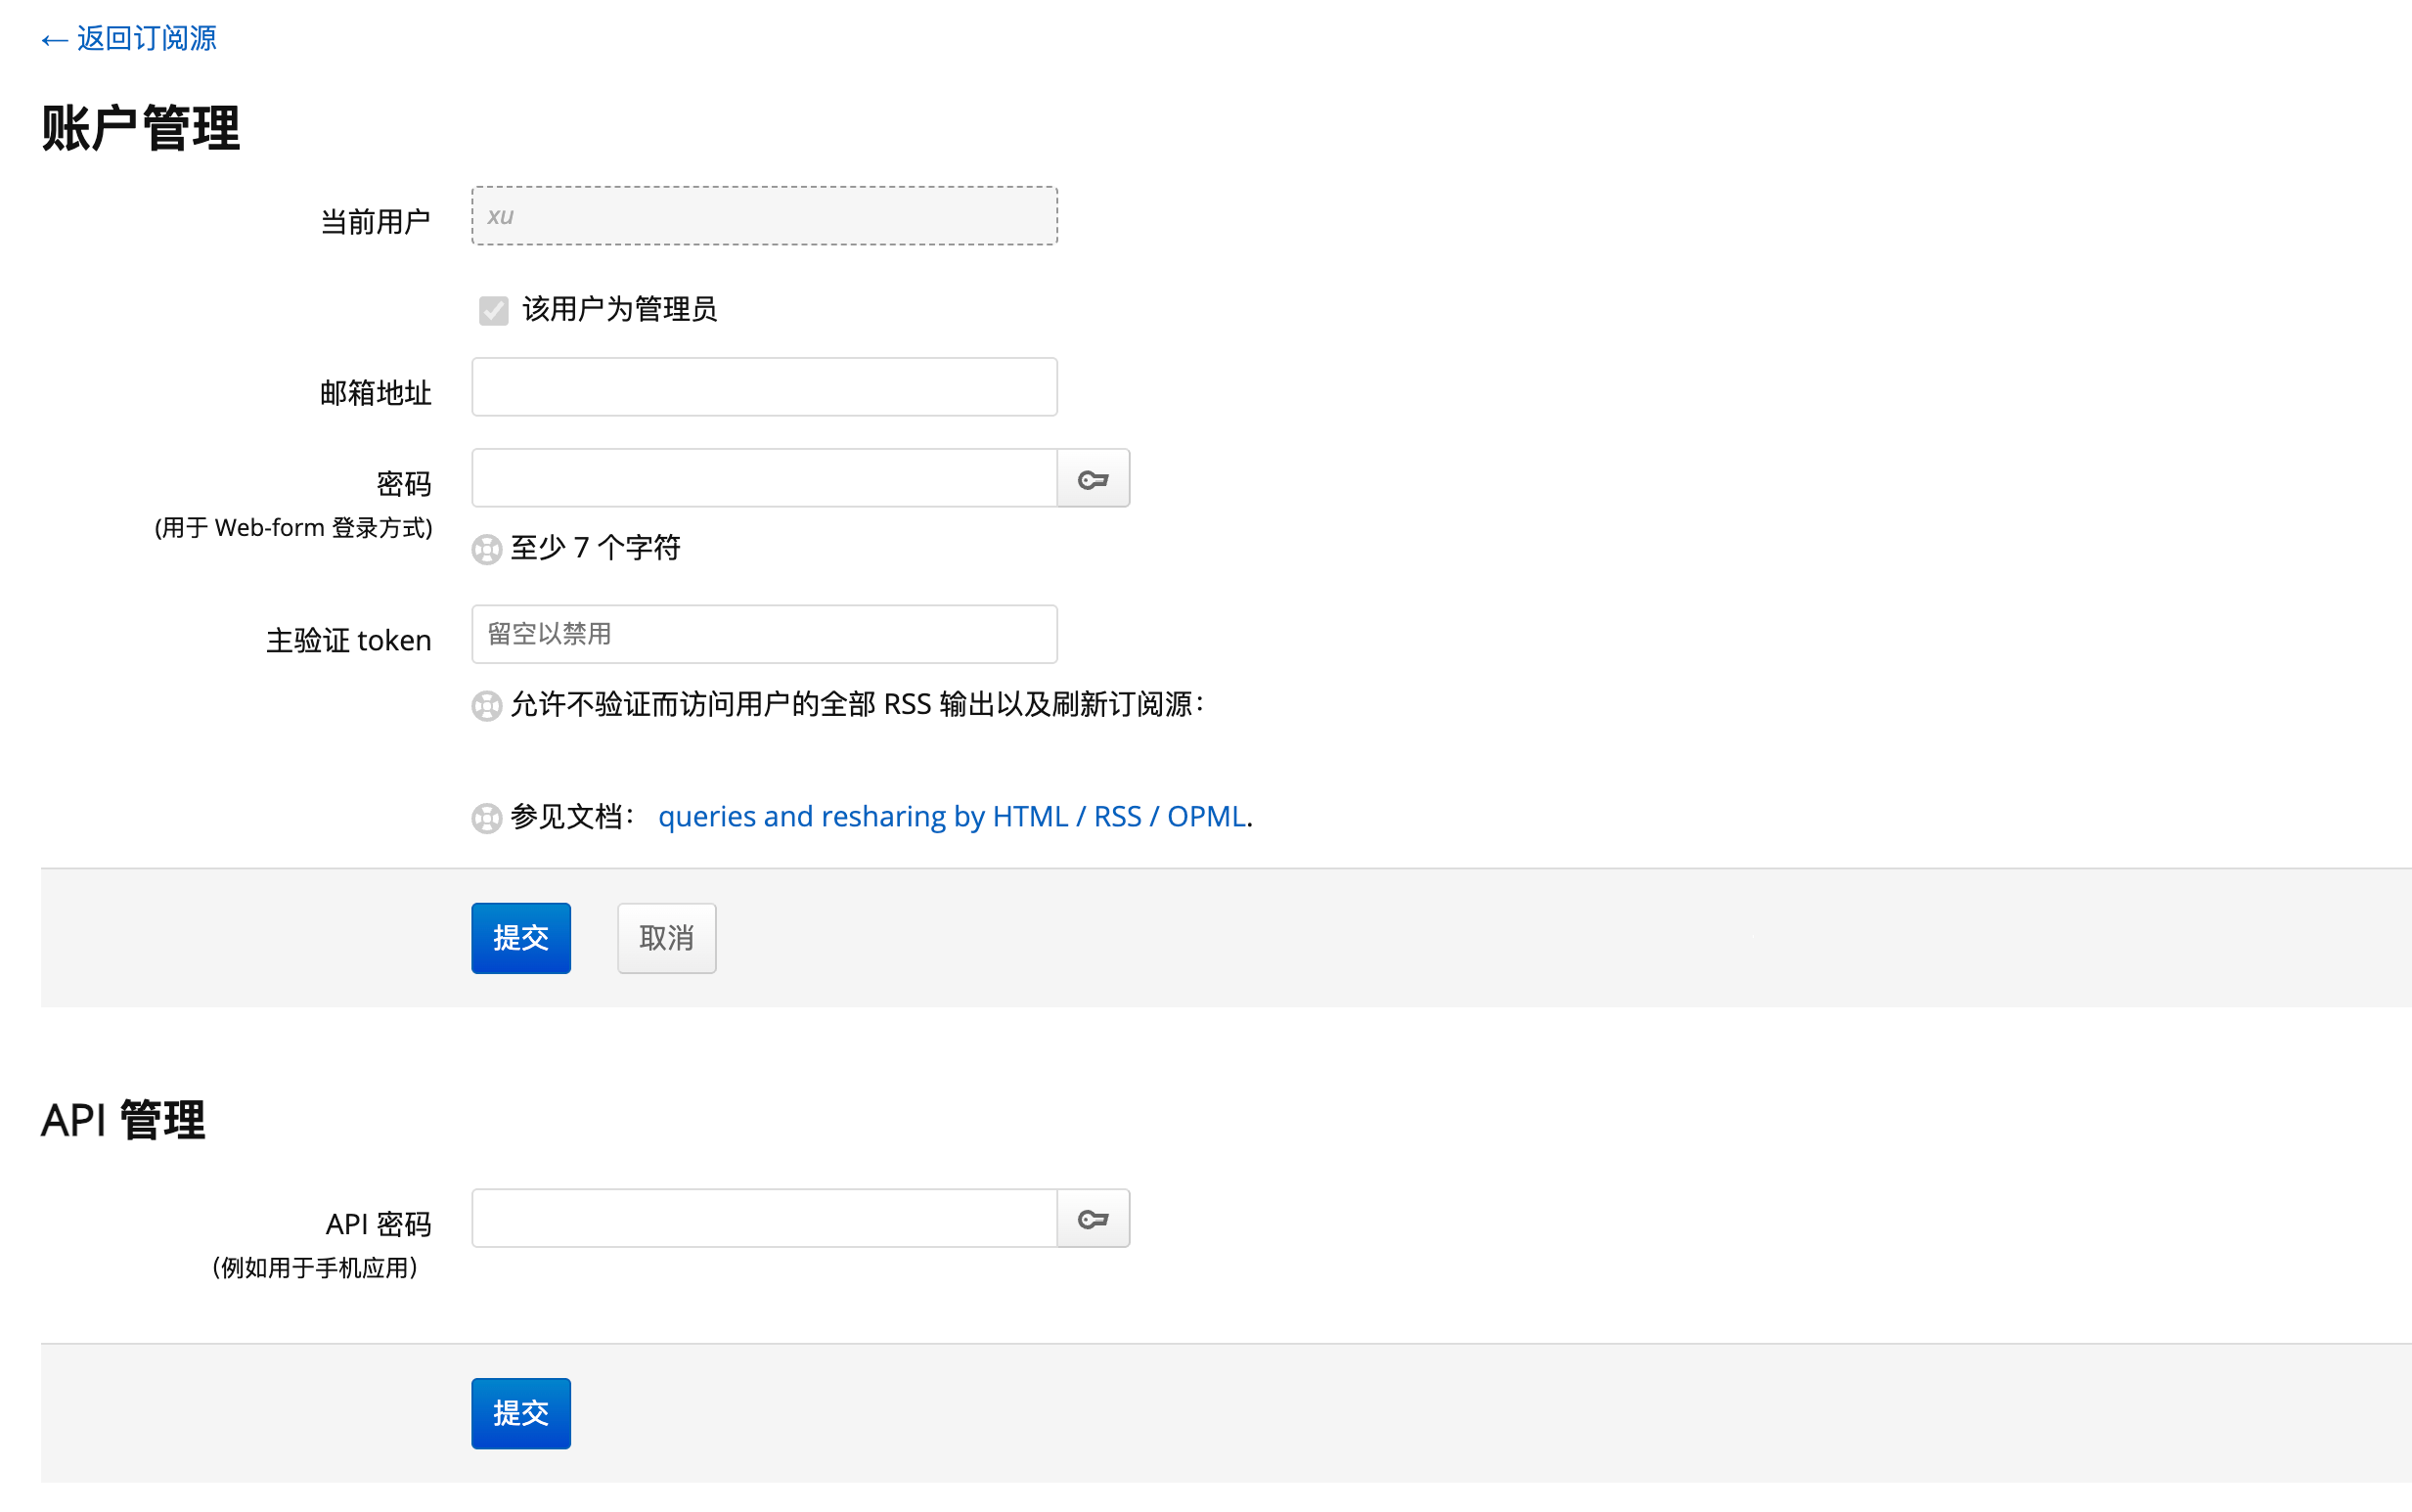 ← 返回订阅源
账户管理
当前用户
xu
该用户为管理员
邮箱地址
密码
(用于 Web-form 登录方式)
至少 7 个字符
主验证 token
留空以禁用
允许不验证而访问用户的全部 RSS 输出以及刷新订阅源：
参见文档： queries and resharing by HTML / RSS / OPML.
提交 取消
API 管理
API 密码
（例如用于手机应用）
提交